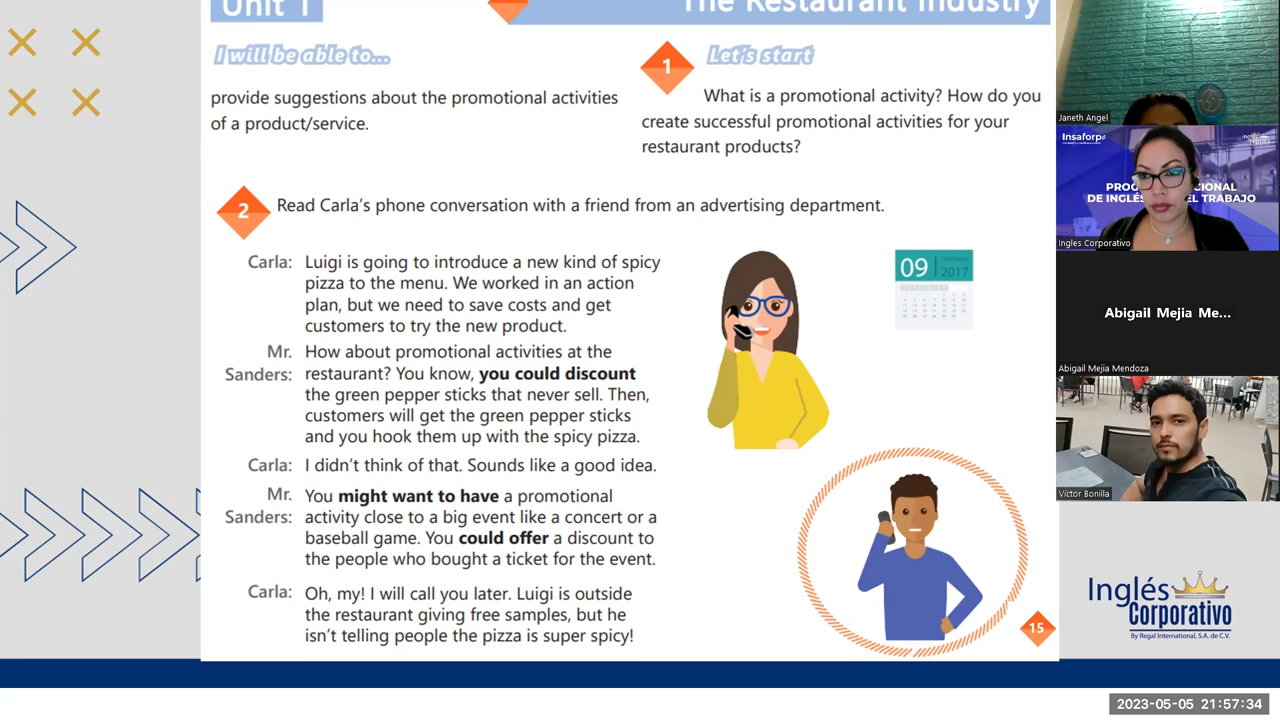 Unit 1
The Restaurant Industry
I will be able to...
provide suggestions about the promotional activities
of a product/service.
1
Let's start
What is a promotional activity? How do you
create successful promotional activities for your
restaurant products?
2
Read Carla's phone conversation with a friend from an advertising department.
Carla: Luigi is going to introduce a new kind of spicy
pizza to the menu. We worked in an action
plan, but we need to save costs and get
customers to try the new product.
Mr. How about promotional activities at the
Sanders: restaurant? You know, you could discount
the green pepper sticks that never sell. Then,
customers will get the green pepper sticks
and you hook them up with the spicy pizza.
Carla: I didn't think of that. Sounds like a good idea.
Mr. You might want to have a promotional
Sanders: activity close to a big event like a concert or a
baseball game. You could offer a discount to
the people who bought a ticket for the event.
Carla: Oh, my! I will call you later. Luigi is outside
the restaurant giving free samples, but he
isn't telling people the pizza is super spicy!
09
2017
15
Janeth Angel
Insaforp
CIONAL
DE INGLÉS
EL TRABAJO
Ingles Corporativo
Abigail Mejia Me...
Abigail Mejia Mendoza
Víctor Bonilla
Inglés
Corporativo
By Regal International, S.A. de C.V.
2023-05-05 21:57:34